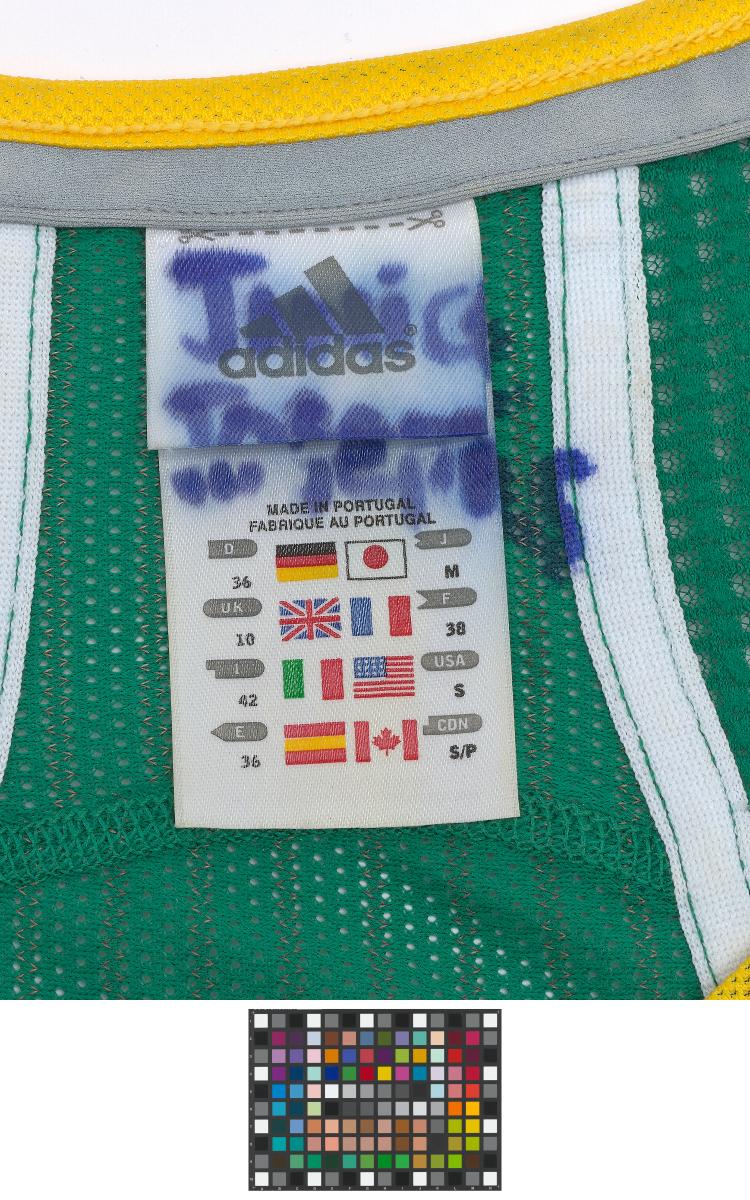 adidas®
MADE IN PORTUGAL
FABRIQUE AU PORTUGAL
D 36 J M
UK 10 F 38
I 42 USA S
E 36 CDN S/P